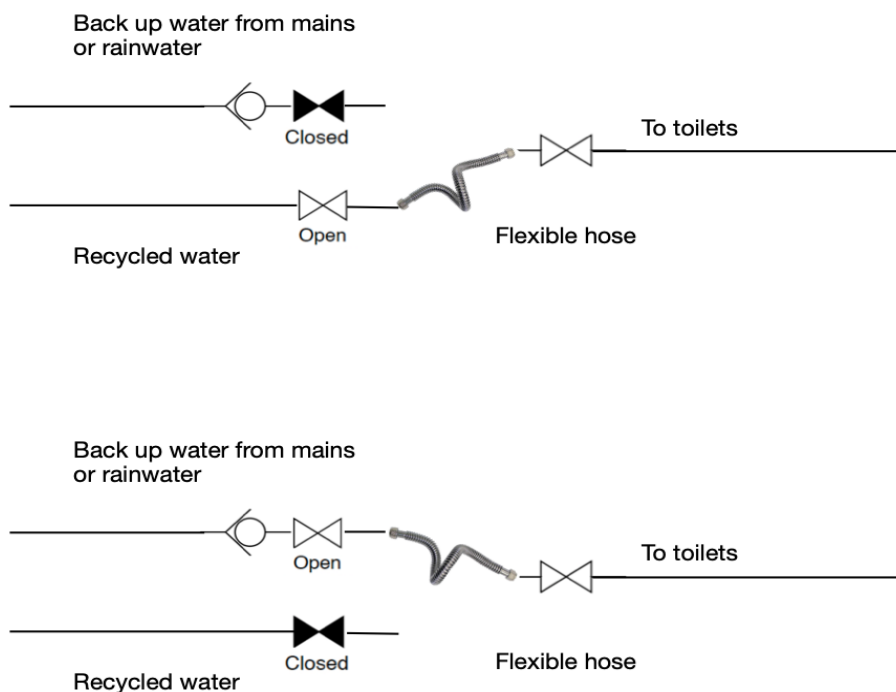 Back up water from mains
or rainwater
Closed
To toilets
Open
Flexible hose
Recycled water
Back up water from mains
or rainwater
Open
To toilets
Closed
Flexible hose
Recycled water